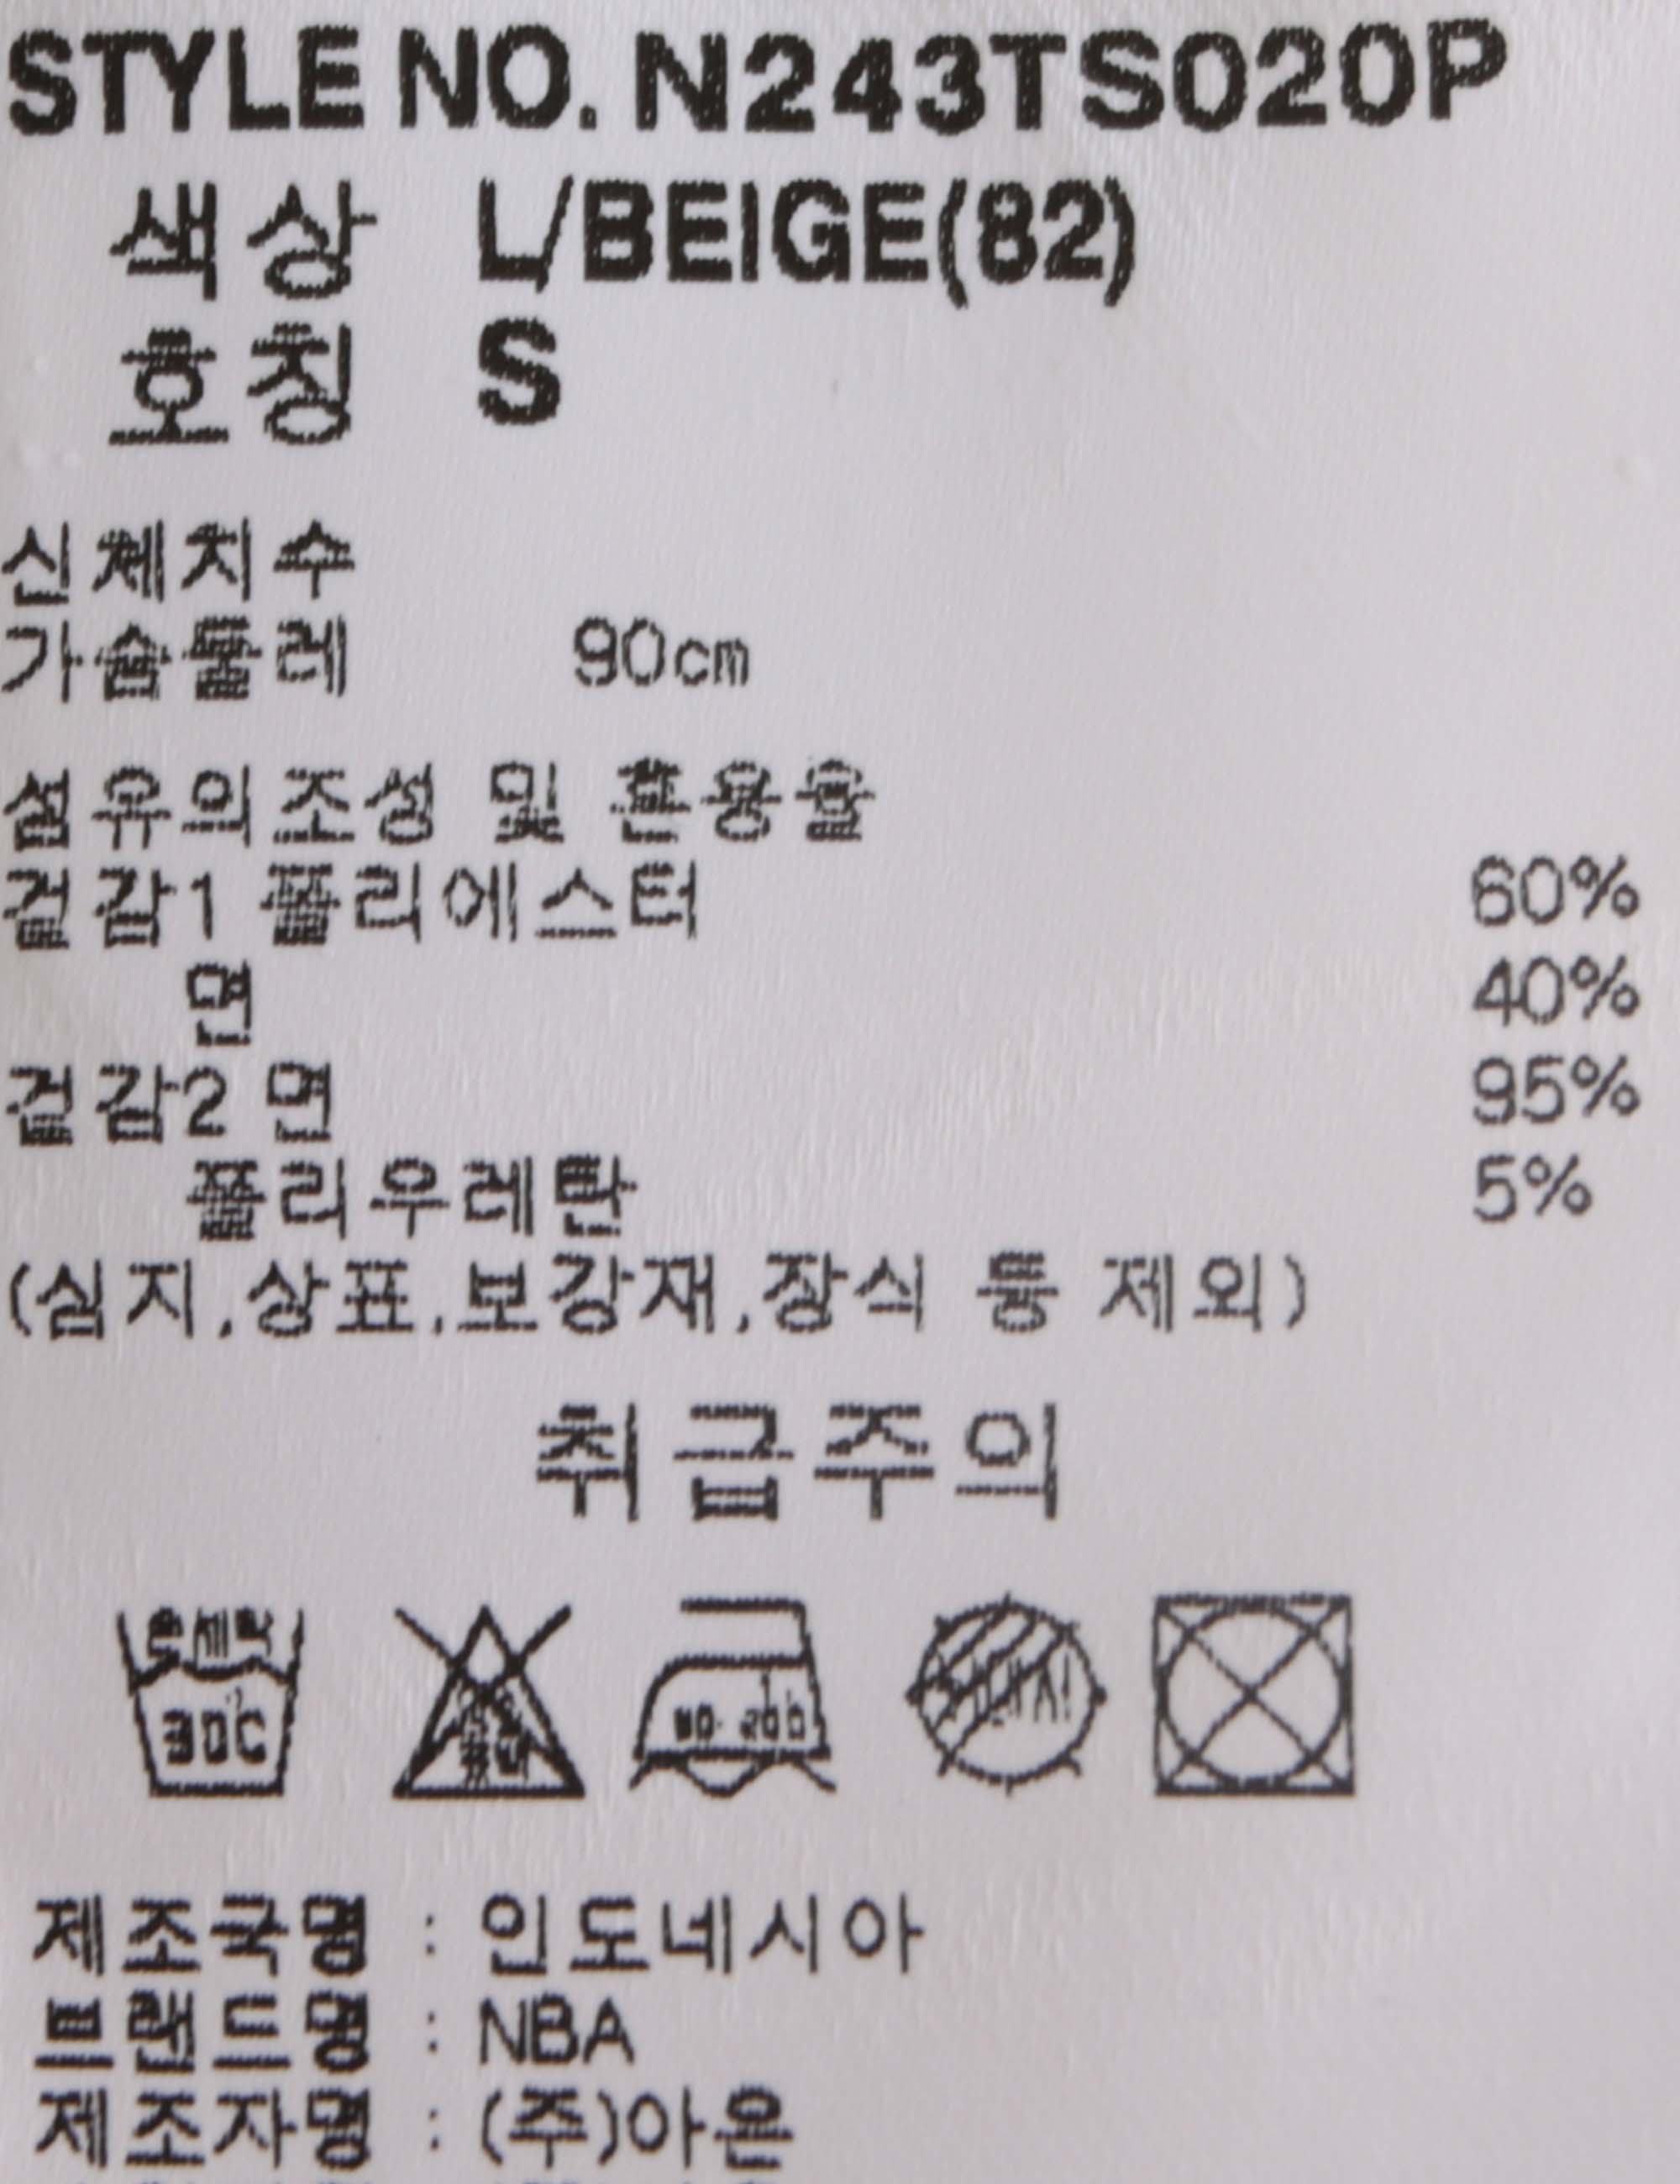 STYLE NO. N243TS020P
색상 L/BEIGE(82)
호칭 S
신체치수
가슴둘레 90cm
섬유의조성 및 혼용율
겉감1 폴리에스터 60%
면 40%
겉감2 면 95%
폴리우레탄 5%
(심지,상표,보강재,장식 등 제외)
취급주의
손세탁
30℃
제조국명 : 인도네시아
브랜드명 : NBA
제조자명 : (주)아온